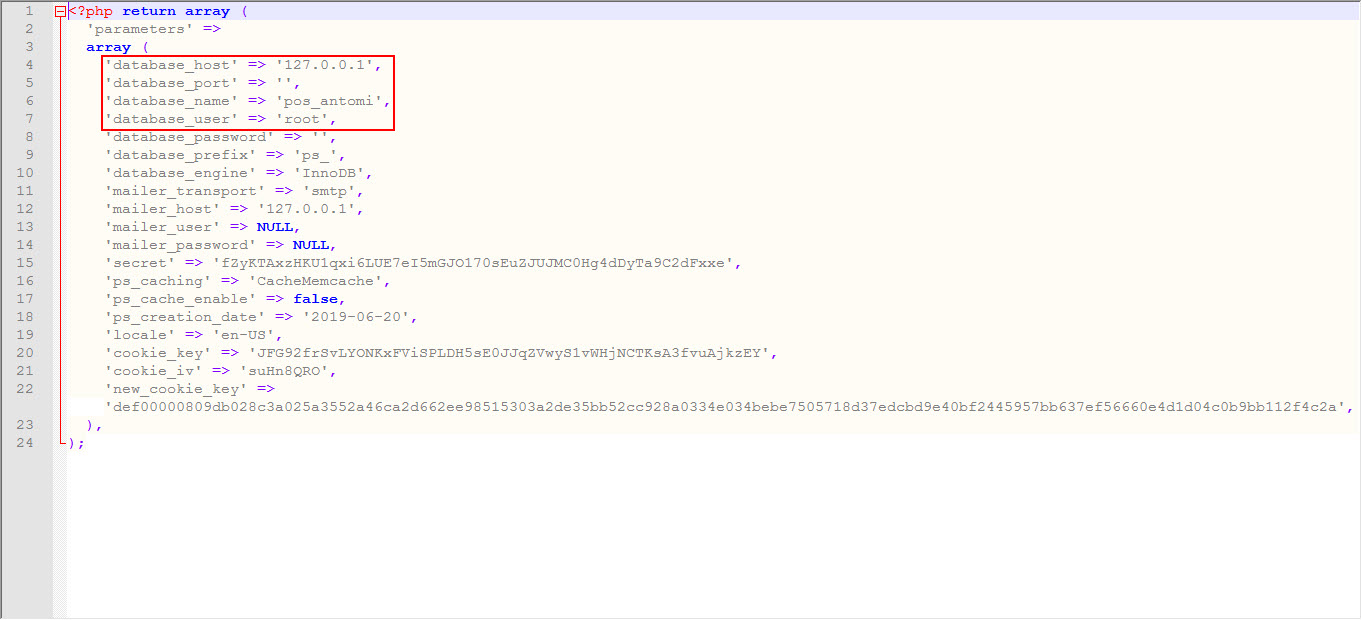 1 <?php return array (
2 'parameters' =>
3 array (
4 'database_host' => '127.0.0.1',
5 'database_port' => '',
6 'database_name' => 'pos_antomi',
7 'database_user' => 'root',
8 'database_password' => '',
9 'database_prefix' => 'ps_',
10 'database_engine' => 'InnoDB',
11 'mailer_transport' => 'smtp',
12 'mailer_host' => '127.0.0.1',
13 'mailer_user' => NULL,
14 'mailer_password' => NULL,
15 'secret' => 'fZyKTAxzHKU1qxi6LUE7eI5mGJO170sEuZJUJMC0Hg4dDyTa9C2dFxxe',
16 'ps_caching' => 'CacheMemcache',
17 'ps_cache_enable' => false,
18 'ps_creation_date' => '2019-06-20',
19 'locale' => 'en-US',
20 'cookie_key' => 'JFG92frSvLYONKxFViSPLDH5sE0JJqZVwyS1vWHjNCTKsA3fvuAjkzEY',
21 'cookie_iv' => 'suHn8QRO',
22 'new_cookie_key' =>
'def00000809db028c3a025a3552a46ca2d662ee98515303a2de35bb52cc928a0334e034bebe7505718d37edcbd9e40bf2445957bb637ef56660e4d1d04c0b9bb112f4c2a',
23 ),
24 );